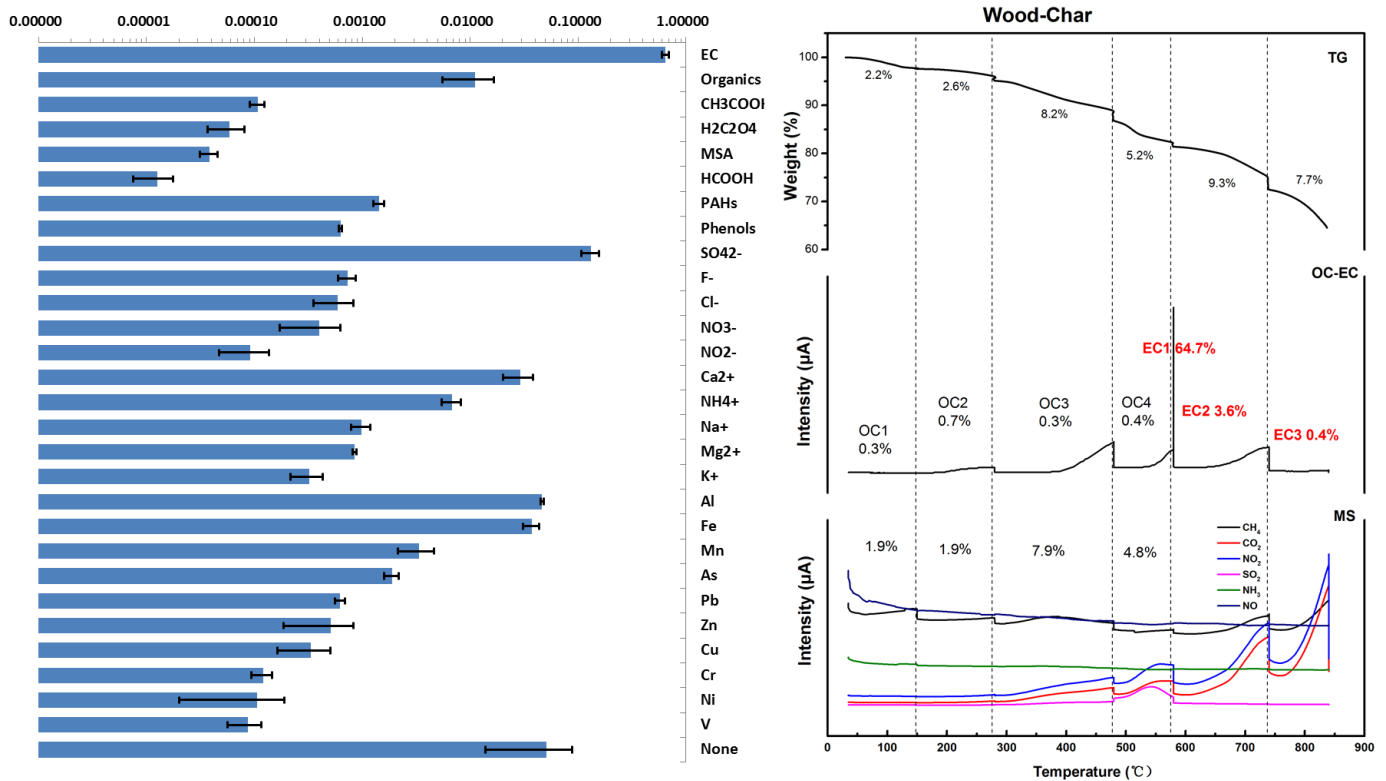 0.00000 0.00001 0.00010 0.00100 0.01000 0.10000 1.00000
EC
Organics
CH3COOH
H2C2O4
MSA
HCOOH
PAHs
Phenols
SO42-
F-
Cl-
NO3-
NO2-
Ca2+
NH4+
Na+
Mg2+
K+
Al
Fe
Mn
As
Pb
Zn
Cu
Cr
Ni
V
None
Wood-Char
TG
Weight (%)
100
90
80
70
60
2.2%
2.6%
8.2%
5.2%
9.3%
7.7%
OC-EC
Intensity (μA)
OC1
0.3%
OC2
0.7%
OC3
0.3%
OC4
0.4%
EC1 64.7%
EC2 3.6%
EC3 0.4%
MS
Intensity (μA)
1.9%
1.9%
7.9%
4.8%
CH₄
CO₂
NO₂
SO₂
NH₃
NO
0 100 200 300 400 500 600 700 800 900
Temperature (℃)